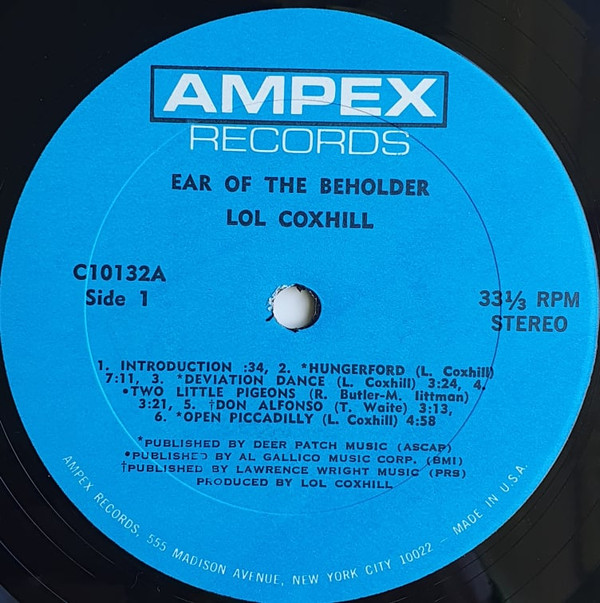 AMPEX
RECORDS
EAR OF THE BEHOLDER
LOL COXHILL
C10132A
Side 1
33⅓ RPM
STEREO
1. INTRODUCTION :34, 2. *HUNGERFORD (L. Coxhill)
7:11, 3. *DEVIATION DANCE (L. Coxhill) 3:24, 4.
•TWO LITTLE PIGEONS (R. Butler-M. Iittman)
3:21, 5. †DON ALFONSO (T. Waite) 3:13,
6. *OPEN PICCADILLY (L. Coxhill) 4:58
*PUBLISHED BY DEER PATCH MUSIC (ASCAP)
•PUBLISHED BY AL GALLICO MUSIC CORP. (BMI)
†PUBLISHED BY LAWRENCE WRIGHT MUSIC (PRS)
PRODUCED BY LOL COXHILL
AMPEX RECORDS, 555 MADISON AVENUE, NEW YORK CITY 10022 – MADE IN U.S.A.